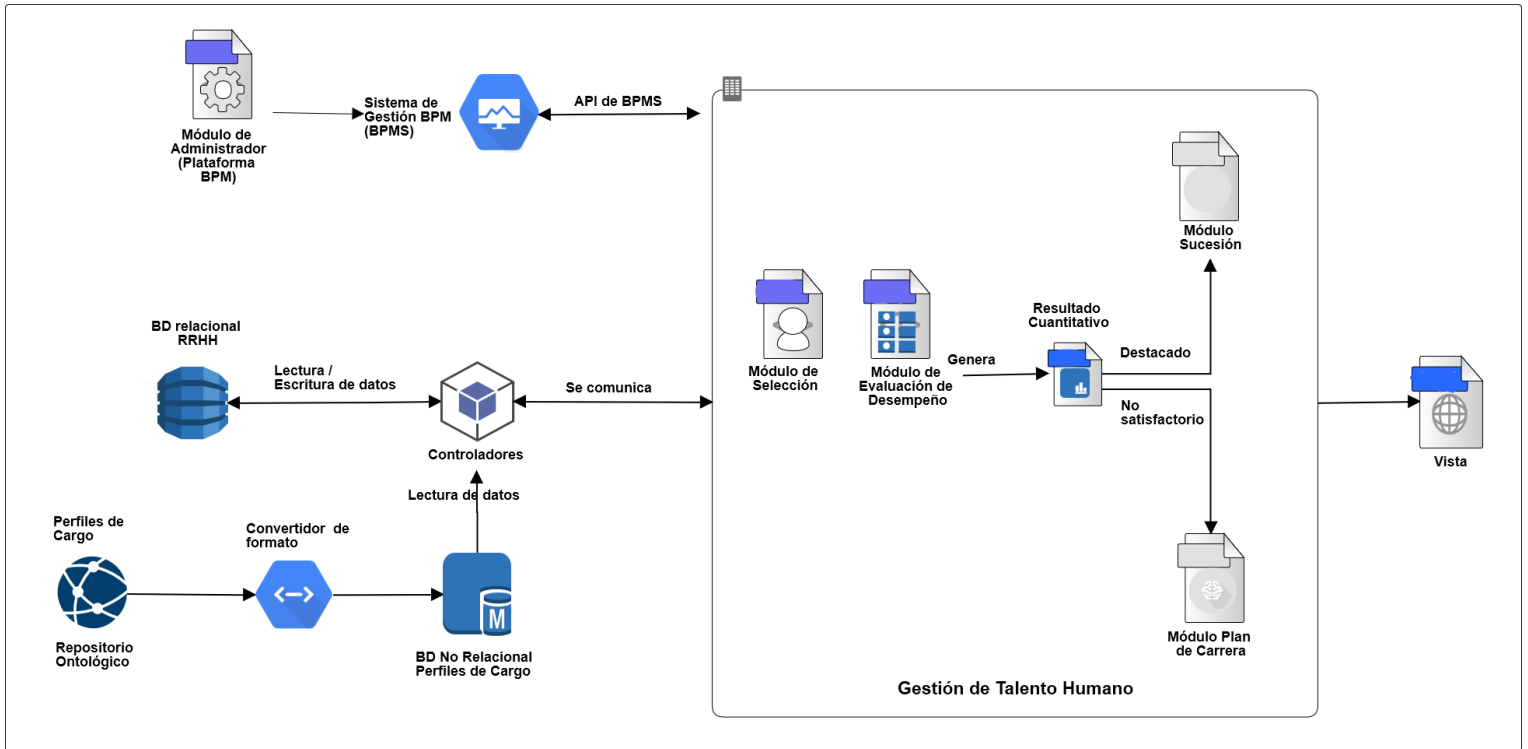 Módulo de
Administrador
(Plataforma
BPM)
Sistema de
Gestión BPM
(BPMS)
API de BPMS
Módulo
Sucesión
BD relacional
RRHH
Lectura /
Escritura de datos
Controladores
Se comunica
Módulo de
Selección
Módulo de
Evaluación de
Desempeño
Genera
Resultado
Cuantitativo
Destacado
No
satisfactorio
Vista
Lectura de datos
Perfiles de
Cargo
Repositorio
Ontológico
Convertidor de
formato
M
BD No Relacional
Perfiles de Cargo
Módulo Plan
de Carrera
Gestión de Talento Humano